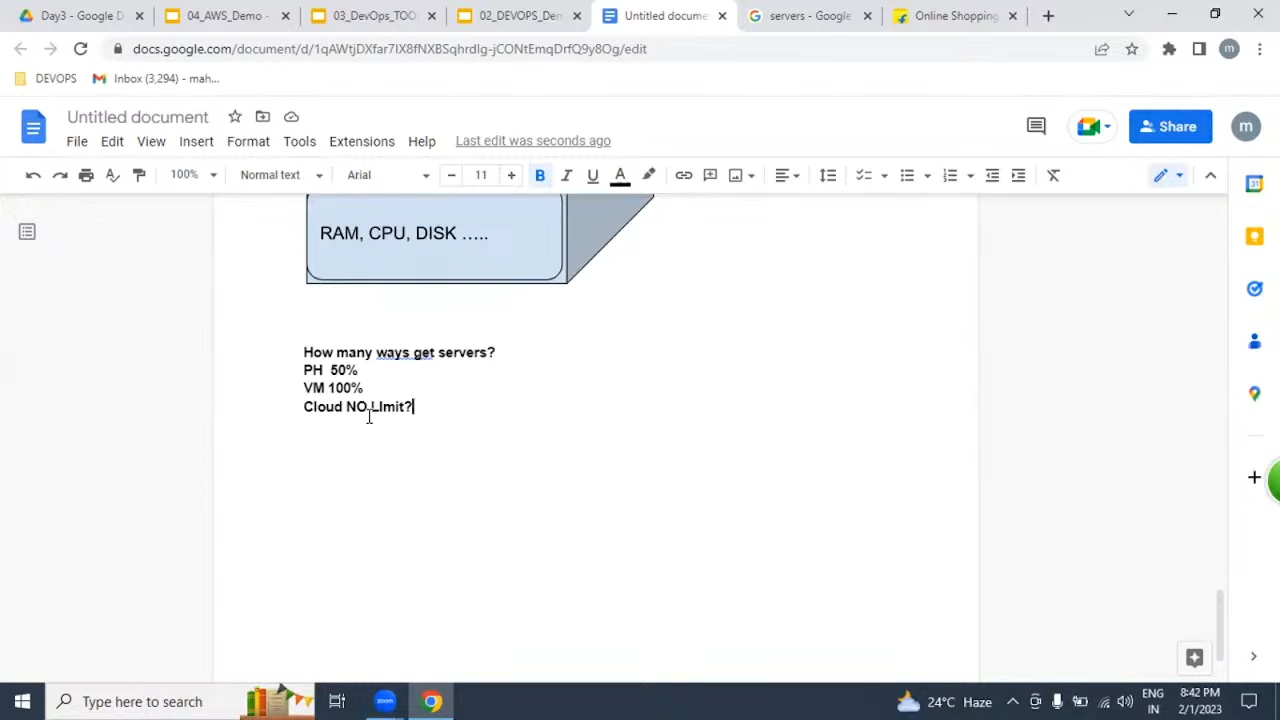 Day3 - Google D
04_AWS_Demo -
03_DevOps_TOO
02_DEVOPS_Dem
Untitled docume
servers - Google
Online Shopping
docs.google.com/document/d/1qAWtjDXfar7IX8fNXBSqhrdlg-jCONtEmqDrfQ9y8Og/edit
m
DEVOPS
Inbox (3,294) - mah...
Untitled document
Share
m
File Edit View Insert Format Tools Extensions Help Last edit was seconds ago
100% Normal text Arial 11 B I U A
31
RAM, CPU, DISK …..
How many ways get servers?
PH 50%
VM 100%
Cloud NO LImit?
Type here to search
zoom
24°C Haze
ENG
IN
8:42 PM
2/1/2023